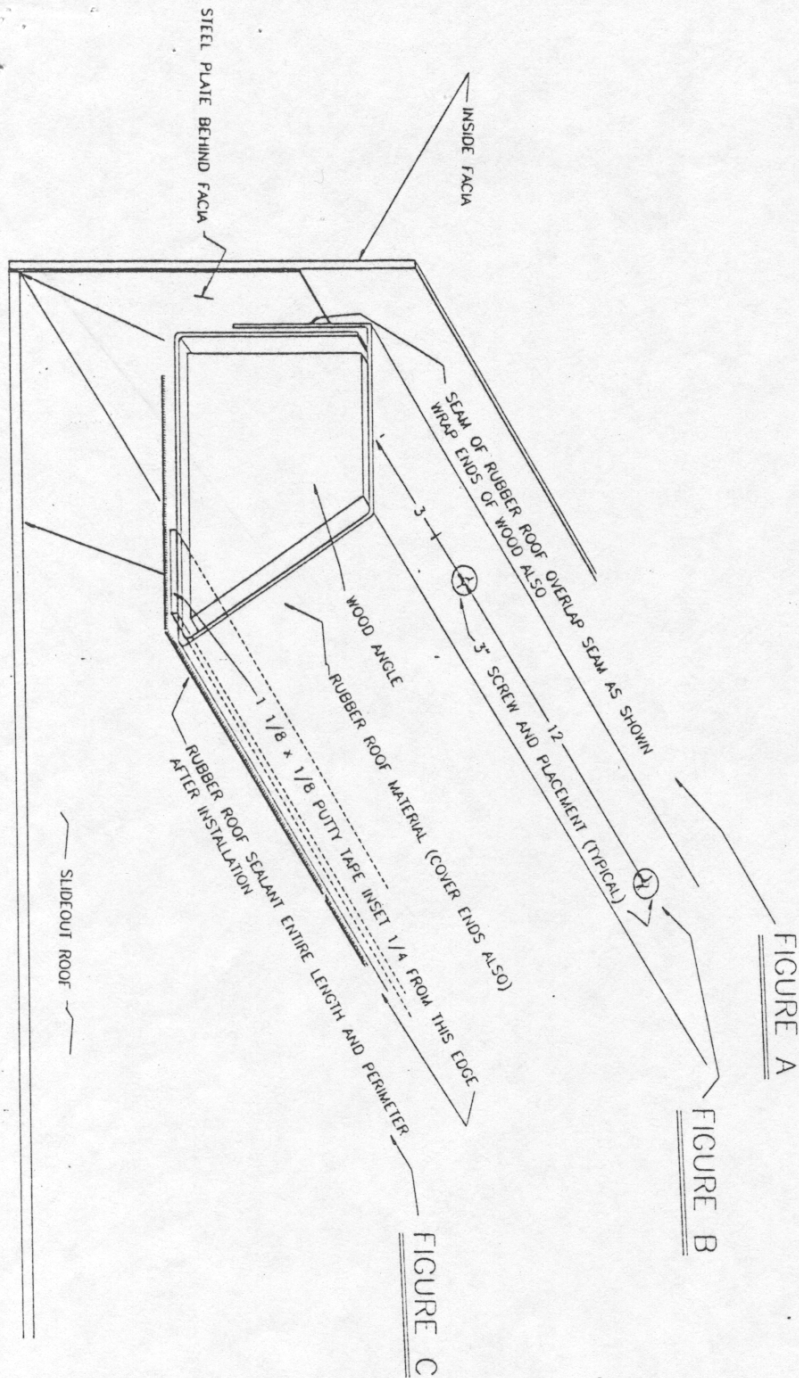 FIGURE A
FIGURE B
FIGURE C
INSIDE FACIA
STEEL PLATE BEHIND FACIA
SEAM OF RUBBER ROOF OVERLAP SEAM AS SHOWN
WRAP ENDS OF WOOD ALSO
3
12
3" SCREW AND PLACEMENT (TYPICAL)
WOOD ANGLE
RUBBER ROOF MATERIAL (COVER ENDS ALSO)
1 1/8 x 1/8 PUTTY TAPE INSET 1/4 FROM THIS EDGE
RUBBER ROOF SEALANT ENTIRE LENGTH AND PERIMETER
AFTER INSTALLATION
SLIDEOUT ROOF